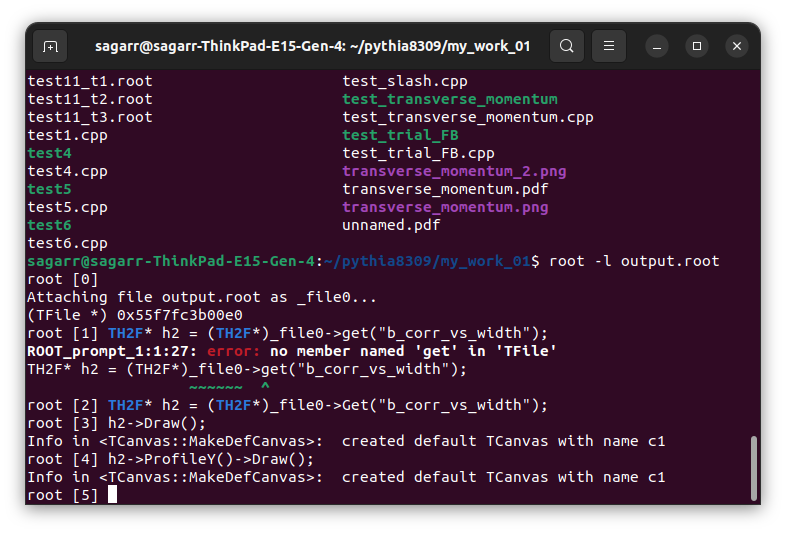 sagarr@sagarr-ThinkPad-E15-Gen-4: ~/pythia8309/my_work_01
test11_t1.root test_slash.cpp
test11_t2.root test_transverse_momentum
test11_t3.root test_transverse_momentum.cpp
test1.cpp test_trial_FB
test4 test_trial_FB.cpp
test4.cpp transverse_momentum_2.png
test5 transverse_momentum.pdf
test5.cpp transverse_momentum.png
test6 unnamed.pdf
test6.cpp
sagarr@sagarr-ThinkPad-E15-Gen-4:~/pythia8309/my_work_01$ root -l output.root
root [0]
Attaching file output.root as _file0...
(TFile *) 0x55f7fc3b00e0
root [1] TH2F* h2 = (TH2F*)_file0->get("b_corr_vs_width");
ROOT_prompt_1:1:27: error: no member named 'get' in 'TFile'
TH2F* h2 = (TH2F*)_file0->get("b_corr_vs_width");
~~~~~~ ^
root [2] TH2F* h2 = (TH2F*)_file0->Get("b_corr_vs_width");
root [3] h2->Draw();
Info in <TCanvas::MakeDefCanvas>:  created default TCanvas with name c1
root [4] h2->ProfileY()->Draw();
Info in <TCanvas::MakeDefCanvas>:  created default TCanvas with name c1
root [5]